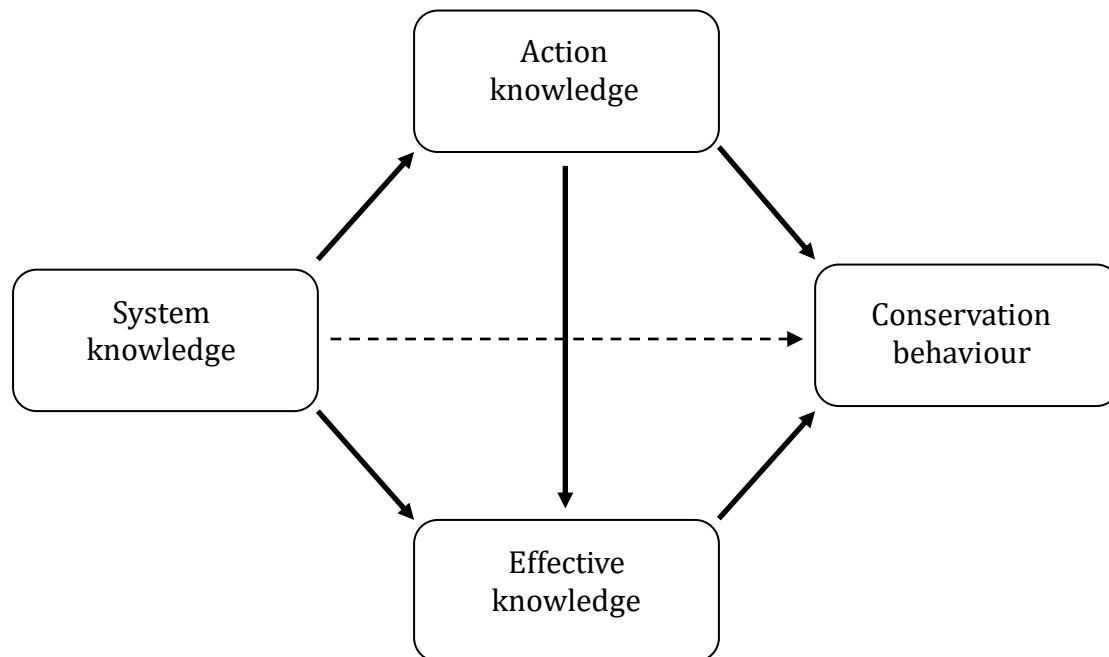 Action
knowledge
System
knowledge
Conservation
behaviour
Effective
knowledge